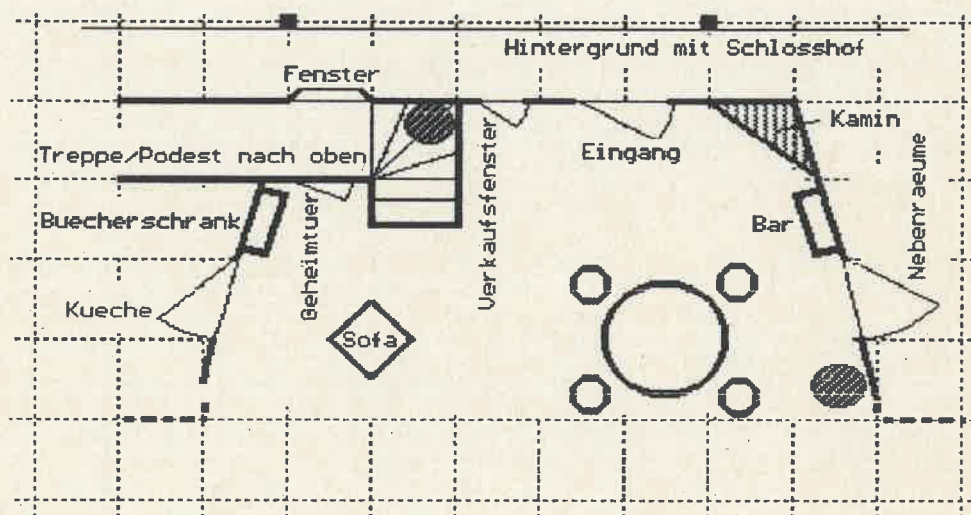 Hintergrund mit Schlosshof
Fenster
Kamin
Treppe/Podest nach oben
Eingang
Verkaufsfenster
Nebenraeume
Buecherschrank
Geheimtuer
Bar
Kueche
Sofa